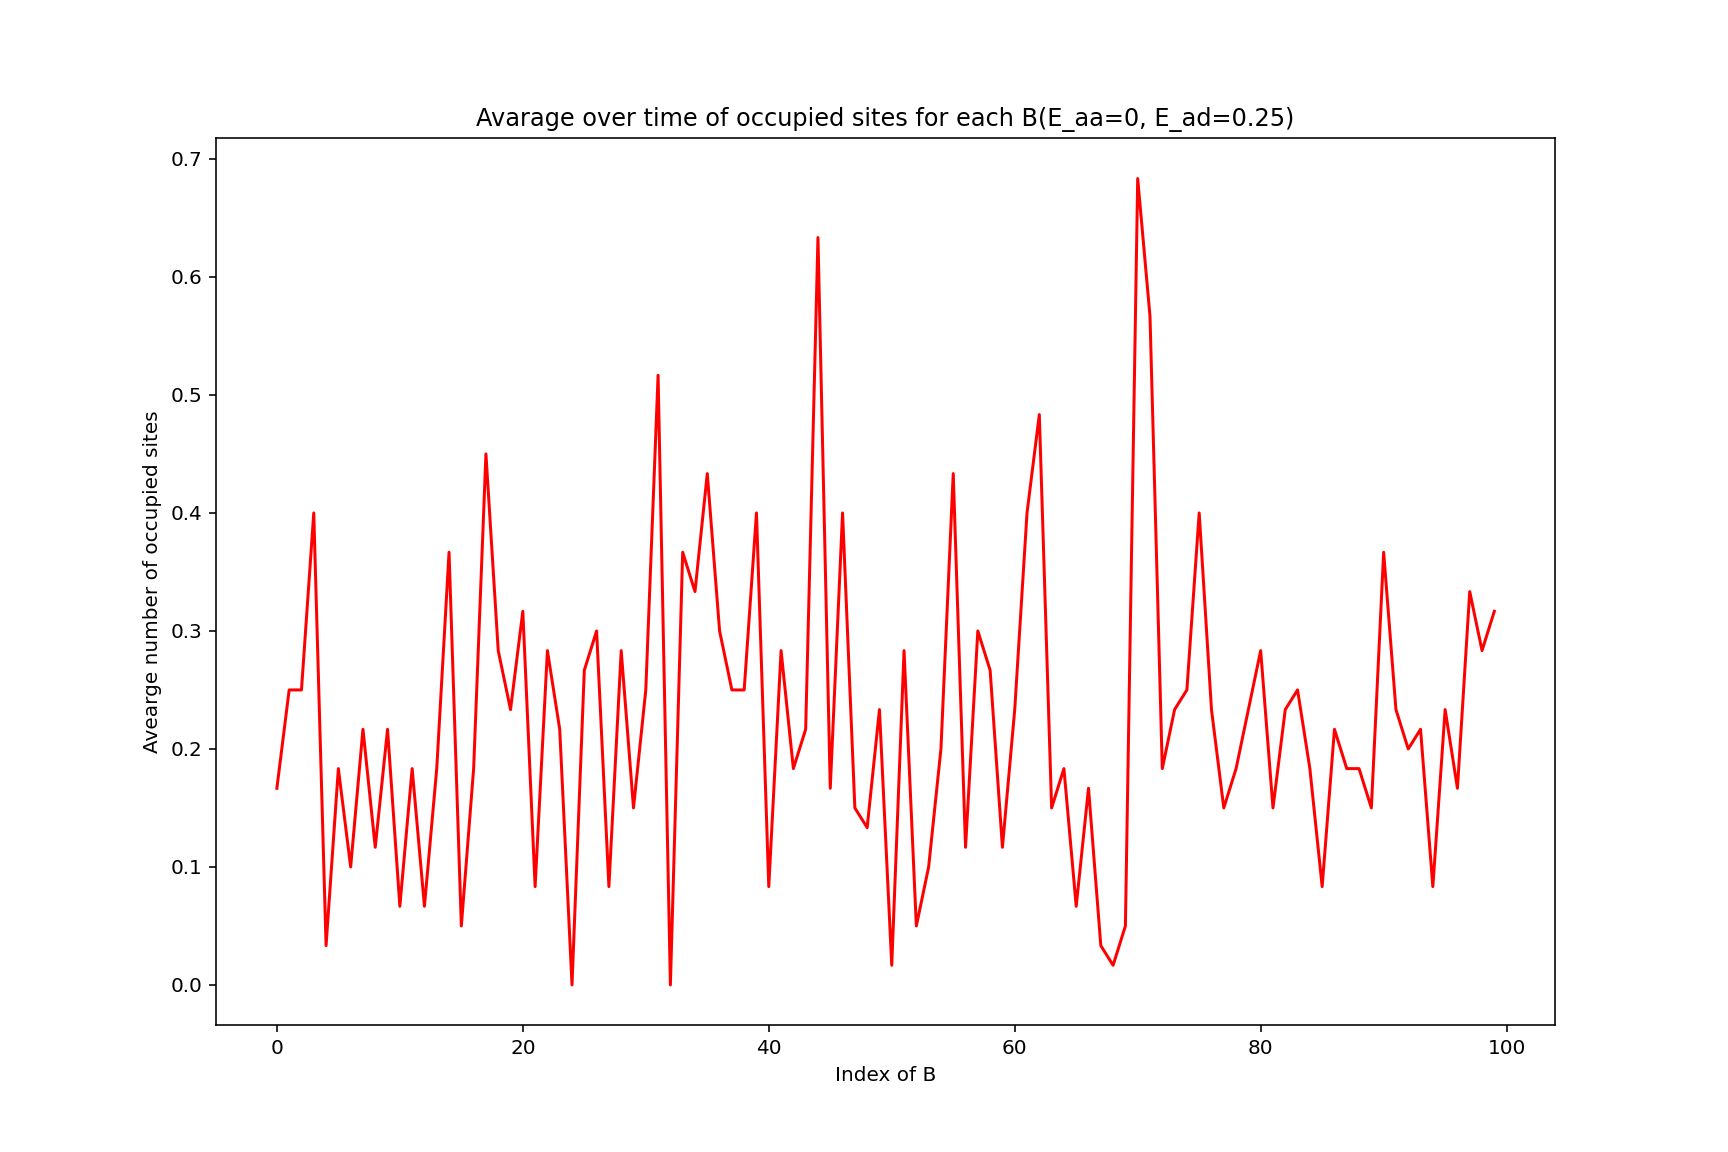 Avarage over time of occupied sites for each B(E_aa=0, E_ad=0.25)
0.7
0.6
0.5
0.4
0.3
0.2
0.1
0.0
Avearge number of occupied sites
0 20 40 60 80 100
Index of B